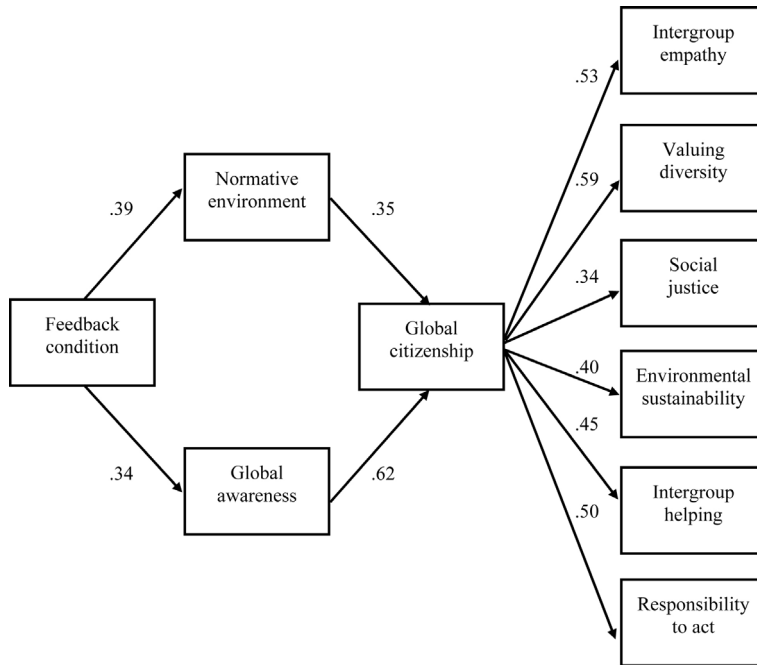 Intergroup
empathy
.53
Valuing
diversity
.59
Normative
environment
.39
.35
Social
justice
.34
Feedback
condition
Global
citizenship
Environmental
sustainability
.40
.45
Global
awareness
.34
.62
Intergroup
helping
.50
Responsibility
to act